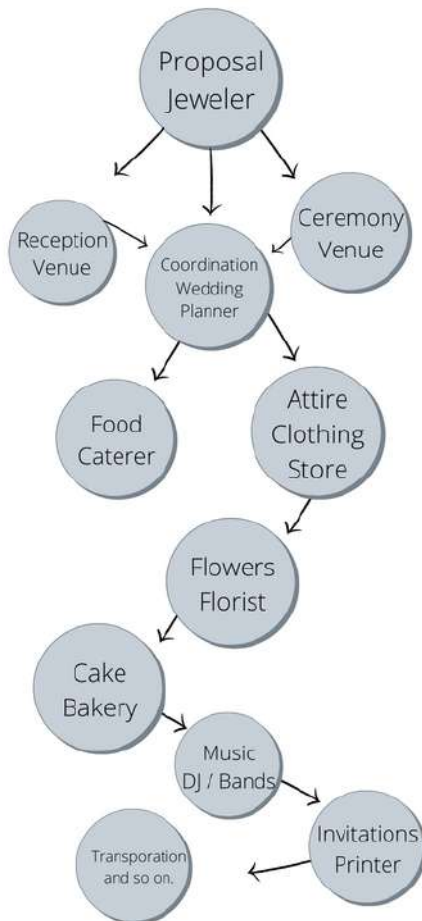 Proposal
Jeweler
Reception
Venue
Ceremony
Venue
Coordination
Wedding
Planner
Food
Caterer
Attire
Clothing
Store
Flowers
Florist
Cake
Bakery
Music
DJ / Bands
Invitations
Printer
Transporation
and so on.